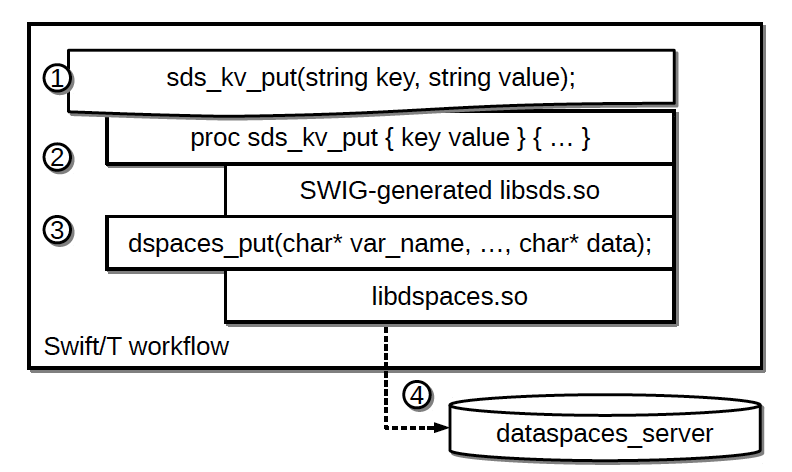 ① sds_kv_put(string key, string value);
② proc sds_kv_put { key value } { … }
SWIG-generated libsds.so
③ dspaces_put(char* var_name, …, char* data);
libdspaces.so
Swift/T workflow
④
dataspaces_server